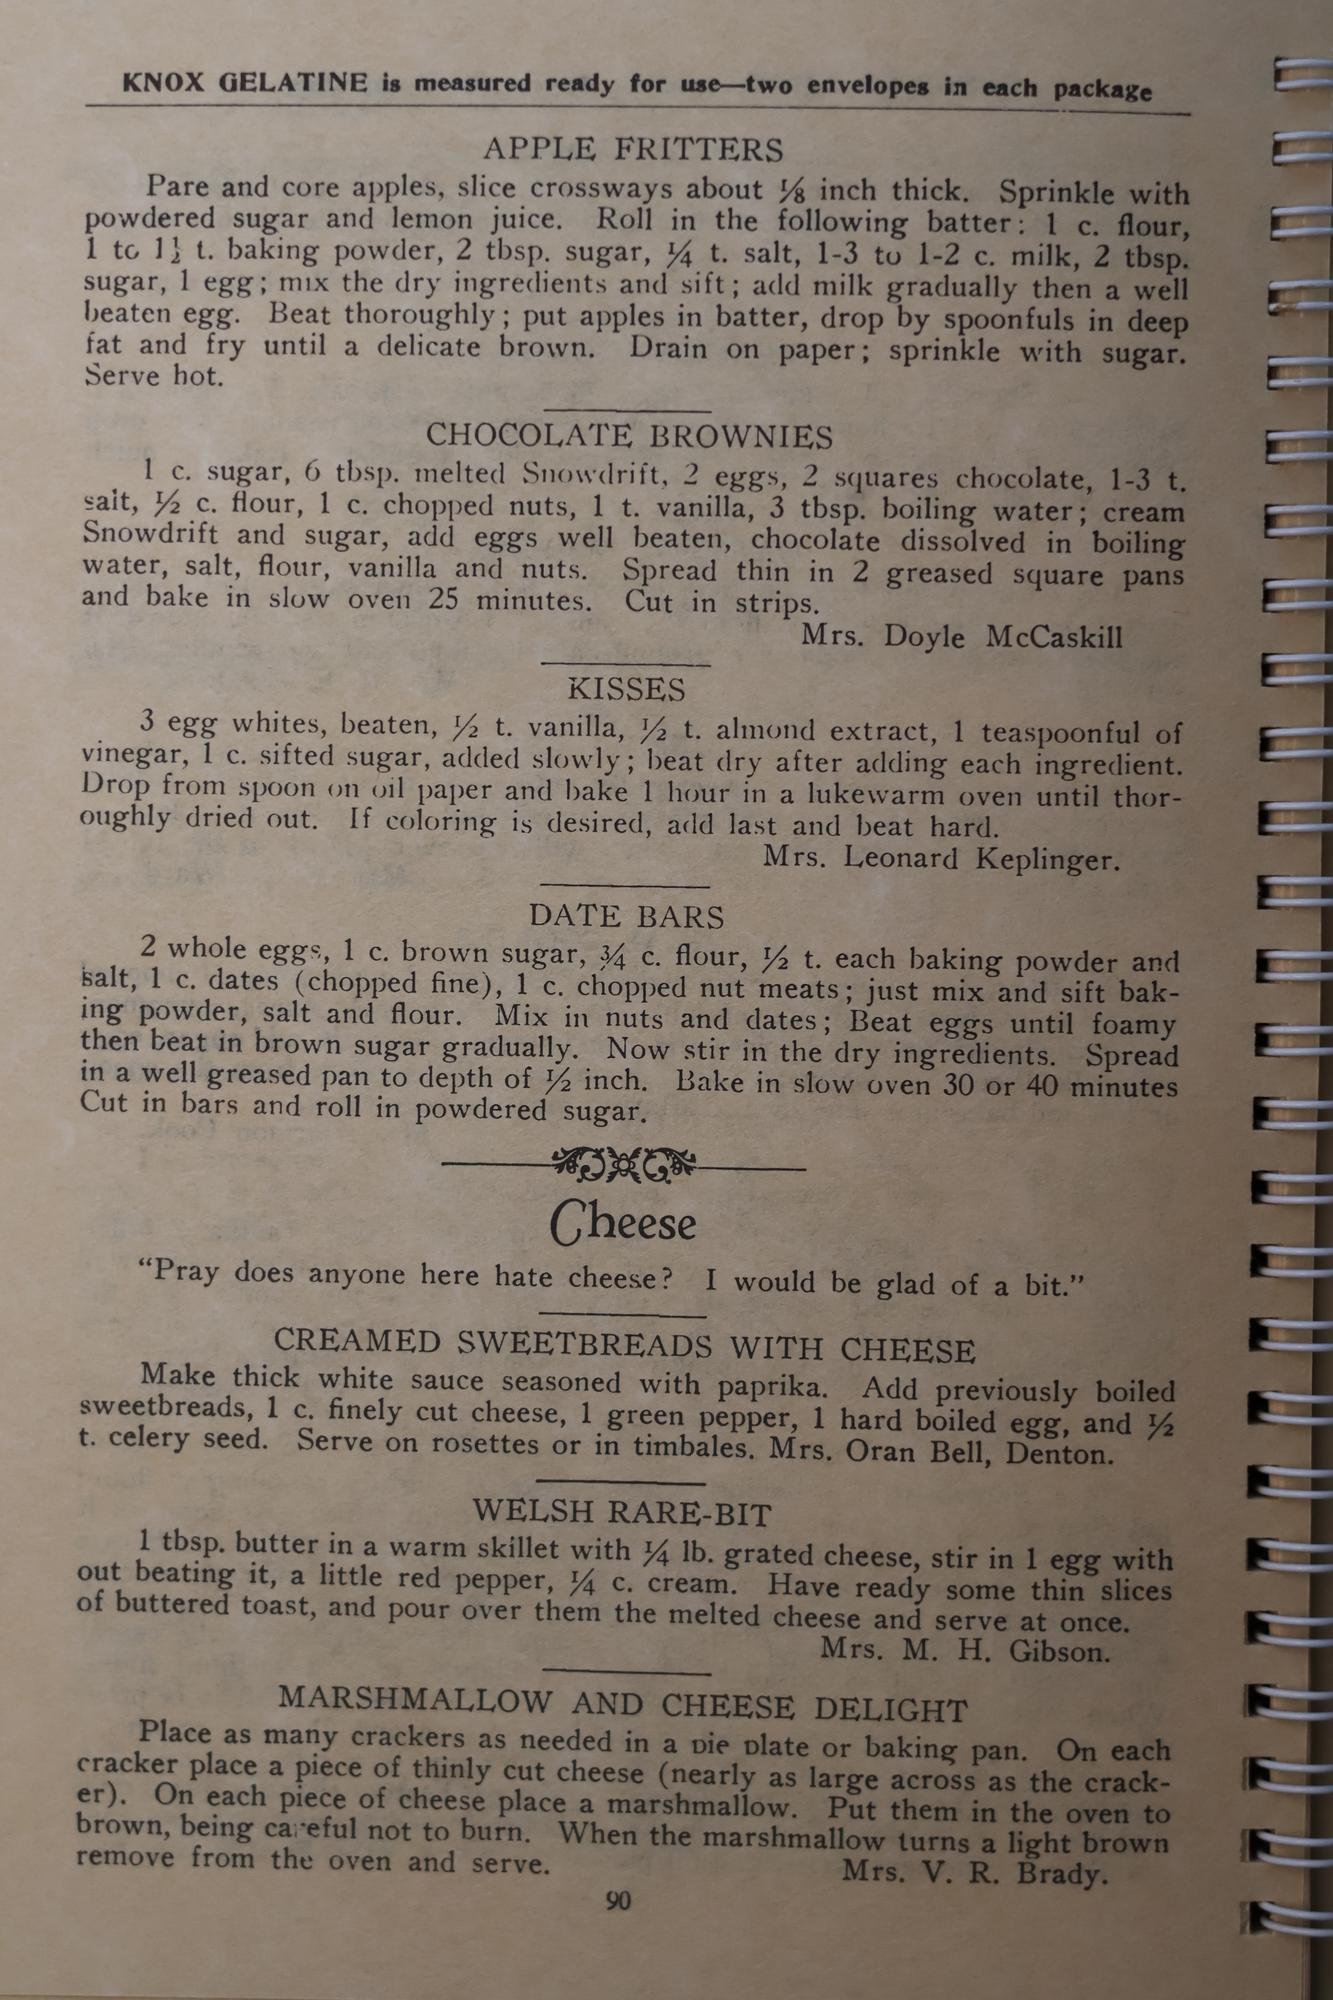 KNOX GELATINE is measured ready for use—two envelopes in each package
APPLE FRITTERS
Pare and core apples, slice crossways about ⅛ inch thick. Sprinkle with
powdered sugar and lemon juice. Roll in the following batter: 1 c. flour,
1 to 1½ t. baking powder, 2 tbsp. sugar, ¼ t. salt, 1-3 to 1-2 c. milk, 2 tbsp.
sugar, 1 egg; mix the dry ingredients and sift; add milk gradually then a well
beaten egg. Beat thoroughly; put apples in batter, drop by spoonfuls in deep
fat and fry until a delicate brown. Drain on paper; sprinkle with sugar.
Serve hot.
CHOCOLATE BROWNIES
1 c. sugar, 6 tbsp. melted Snowdrift, 2 eggs, 2 squares chocolate, 1-3 t.
salt, ½ c. flour, 1 c. chopped nuts, 1 t. vanilla, 3 tbsp. boiling water; cream
Snowdrift and sugar, add eggs well beaten, chocolate dissolved in boiling
water, salt, flour, vanilla and nuts. Spread thin in 2 greased square pans
and bake in slow oven 25 minutes. Cut in strips.
Mrs. Doyle McCaskill
KISSES
3 egg whites, beaten, ½ t. vanilla, ½ t. almond extract, 1 teaspoonful of
vinegar, 1 c. sifted sugar, added slowly; beat dry after adding each ingredient.
Drop from spoon on oil paper and bake 1 hour in a lukewarm oven until thor-
oughly dried out. If coloring is desired, add last and beat hard.
Mrs. Leonard Keplinger.
DATE BARS
2 whole eggs, 1 c. brown sugar, ¾ c. flour, ½ t. each baking powder and
salt, 1 c. dates (chopped fine), 1 c. chopped nut meats; just mix and sift bak-
ing powder, salt and flour. Mix in nuts and dates; Beat eggs until foamy
then beat in brown sugar gradually. Now stir in the dry ingredients. Spread
in a well greased pan to depth of ½ inch. Bake in slow oven 30 or 40 minutes
Cut in bars and roll in powdered sugar.
Cheese
"Pray does anyone here hate cheese? I would be glad of a bit."
CREAMED SWEETBREADS WITH CHEESE
Make thick white sauce seasoned with paprika. Add previously boiled
sweetbreads, 1 c. finely cut cheese, 1 green pepper, 1 hard boiled egg, and ½
t. celery seed. Serve on rosettes or in timbales. Mrs. Oran Bell, Denton.
WELSH RARE-BIT
1 tbsp. butter in a warm skillet with ¼ lb. grated cheese, stir in 1 egg with
out beating it, a little red pepper, ¼ c. cream. Have ready some thin slices
of buttered toast, and pour over them the melted cheese and serve at once.
Mrs. M. H. Gibson.
MARSHMALLOW AND CHEESE DELIGHT
Place as many crackers as needed in a pie plate or baking pan. On each
cracker place a piece of thinly cut cheese (nearly as large across as the crack-
er). On each piece of cheese place a marshmallow. Put them in the oven to
brown, being careful not to burn. When the marshmallow turns a light brown
remove from the oven and serve. Mrs. V. R. Brady.
90